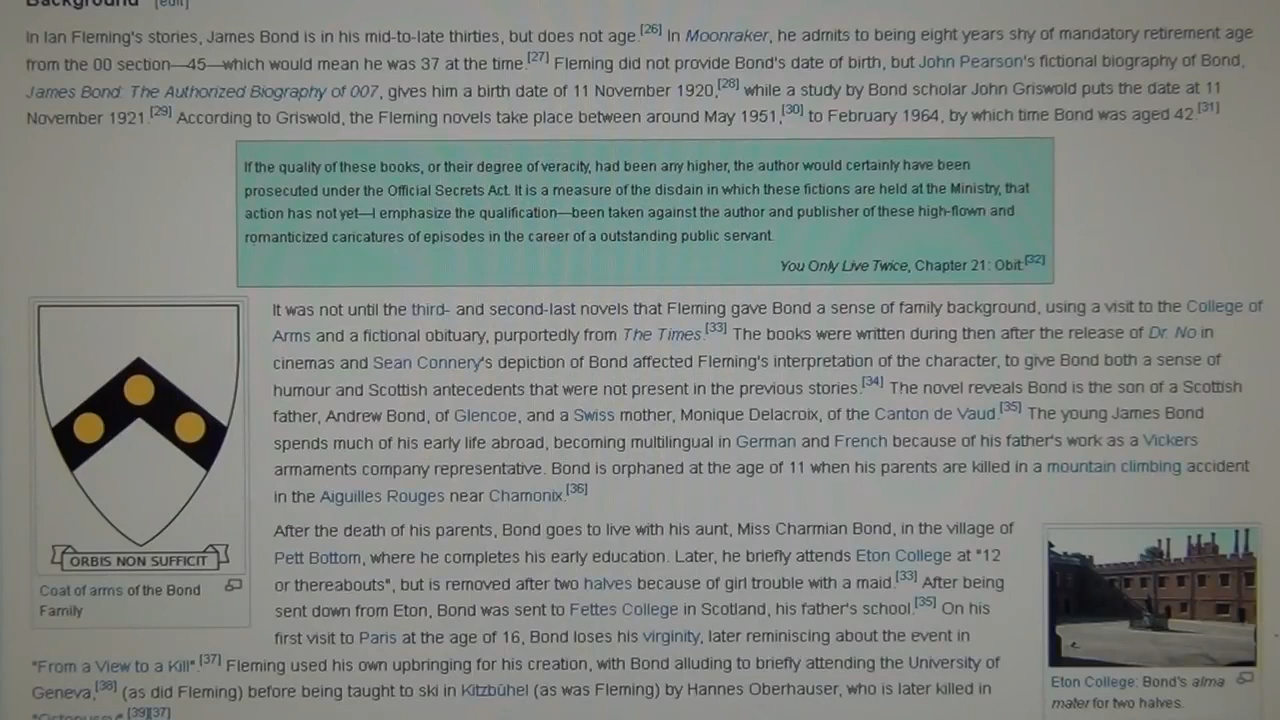 Background [edit]
In Ian Fleming's stories, James Bond is in his mid-to-late thirties, but does not age.[26] In Moonraker, he admits to being eight years shy of mandatory retirement age
from the 00 section—45—which would mean he was 37 at the time.[27] Fleming did not provide Bond's date of birth, but John Pearson's fictional biography of Bond,
James Bond: The Authorized Biography of 007, gives him a birth date of 11 November 1920,[28] while a study by Bond scholar John Griswold puts the date at 11
November 1921.[29] According to Griswold, the Fleming novels take place between around May 1951,[30] to February 1964, by which time Bond was aged 42.[31]
If the quality of these books, or their degree of veracity, had been any higher, the author would certainly have been
prosecuted under the Official Secrets Act. It is a measure of the disdain in which these fictions are held at the Ministry, that
action has not yet—I emphasize the qualification—been taken against the author and publisher of these high-flown and
romanticized caricatures of episodes in the career of a outstanding public servant.
You Only Live Twice, Chapter 21: Obit:[32]
It was not until the third- and second-last novels that Fleming gave Bond a sense of family background, using a visit to the College of
Arms and a fictional obituary, purportedly from The Times.[33] The books were written during then after the release of Dr. No in
cinemas and Sean Connery's depiction of Bond affected Fleming's interpretation of the character, to give Bond both a sense of
humour and Scottish antecedents that were not present in the previous stories.[34] The novel reveals Bond is the son of a Scottish
father, Andrew Bond, of Glencoe, and a Swiss mother, Monique Delacroix, of the Canton de Vaud.[35] The young James Bond
spends much of his early life abroad, becoming multilingual in German and French because of his father's work as a Vickers
armaments company representative. Bond is orphaned at the age of 11 when his parents are killed in a mountain climbing accident
in the Aiguilles Rouges near Chamonix.[36]
ORBIS NON SUFFICIT
Coat of arms of the Bond
Family
After the death of his parents, Bond goes to live with his aunt, Miss Charmian Bond, in the village of
Pett Bottom, where he completes his early education. Later, he briefly attends Eton College at "12
or thereabouts", but is removed after two halves because of girl trouble with a maid.[33] After being
sent down from Eton, Bond was sent to Fettes College in Scotland, his father's school.[35] On his
first visit to Paris at the age of 16, Bond loses his virginity, later reminiscing about the event in
"From a View to a Kill".[37] Fleming used his own upbringing for his creation, with Bond alluding to briefly attending the University of
Geneva,[38] (as did Fleming) before being taught to ski in Kitzbühel (as was Fleming) by Hannes Oberhauser, who is later killed in
"Octopussy".[39][37]
Eton College: Bond's alma
mater for two halves.